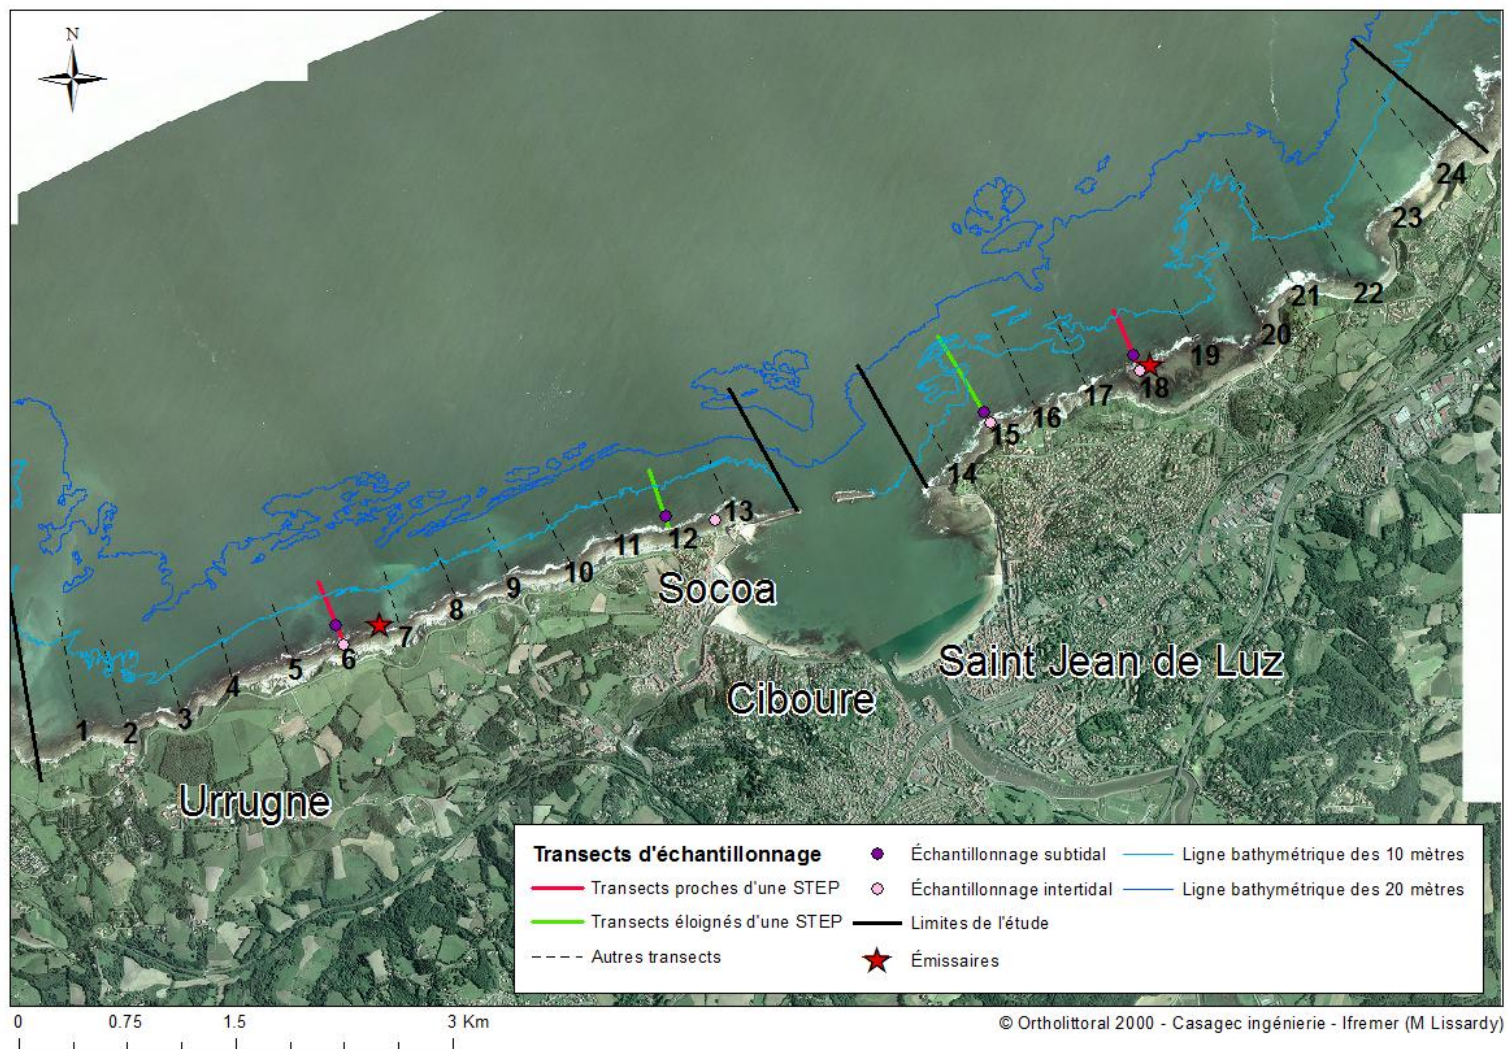 N
24
23
22
21
20
19
18
17
16
15
14
13
12
11
10
9
8
7
6
5
4
3
2
1
Socoa
Saint Jean de Luz
Ciboure
Urrugne
Transects d'échantillonnage
Transects proches d'une STEP
Transects éloignés d'une STEP
Autres transects
Échantillonnage subtidal
Échantillonnage intertidal
Limites de l'étude
Émissaires
Ligne bathymétrique des 10 mètres
Ligne bathymétrique des 20 mètres
0 0.75 1.5 3 Km
© Ortholittoral 2000 - Casagec ingénierie - Ifremer (M Lissardy)